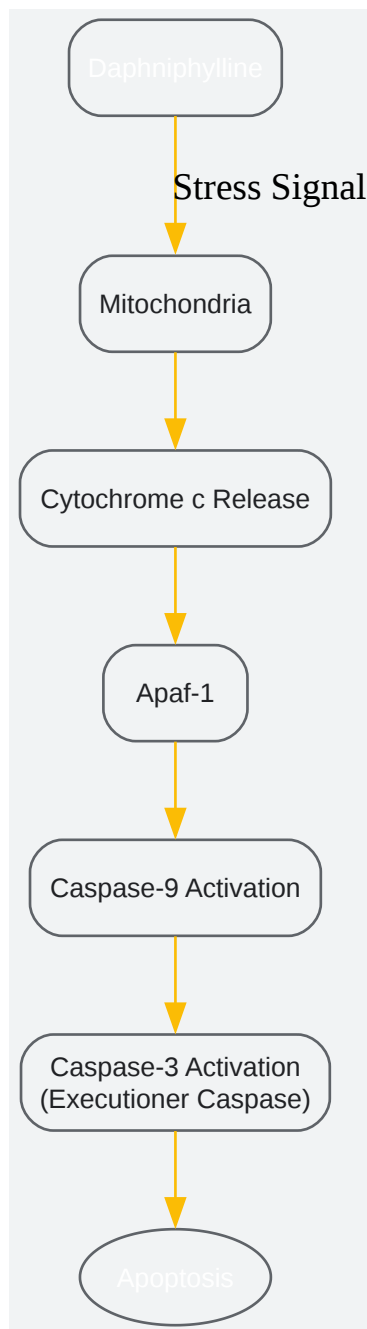 Daphniphylline
Stress Signal
Mitochondria
Cytochrome c Release
Apaf-1
Caspase-9 Activation
Caspase-3 Activation
(Executioner Caspase)
Apoptosis